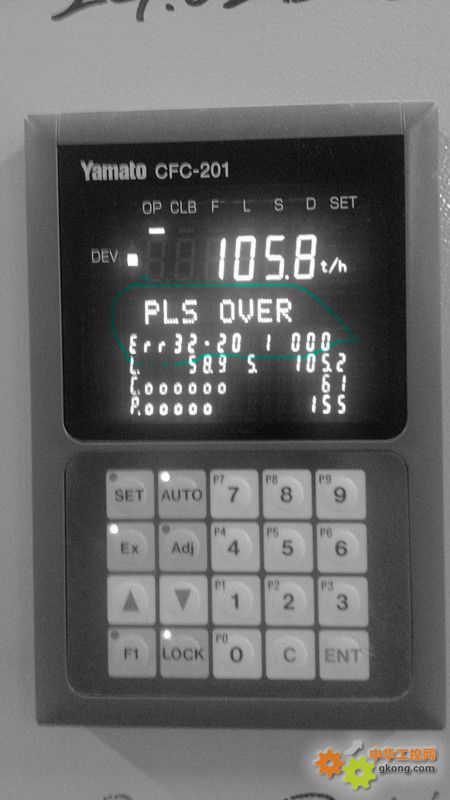 Yamato CFC-201
OP CLB F L S D SET
DEV 105.8 t/h
PLS OVER
Err32-20 1 000
L. 58.9 S. 105.2
C.oooooo 61
P.ooooo 155
SET AUTO P7 7 P8 8 P9 9
Ex Adj P4 4 P5 5 P6 6
▲ ▼ P1 1 P2 2 P3 3
F1 LOCK P0 0 C ENT
中华工控网
gkong.com